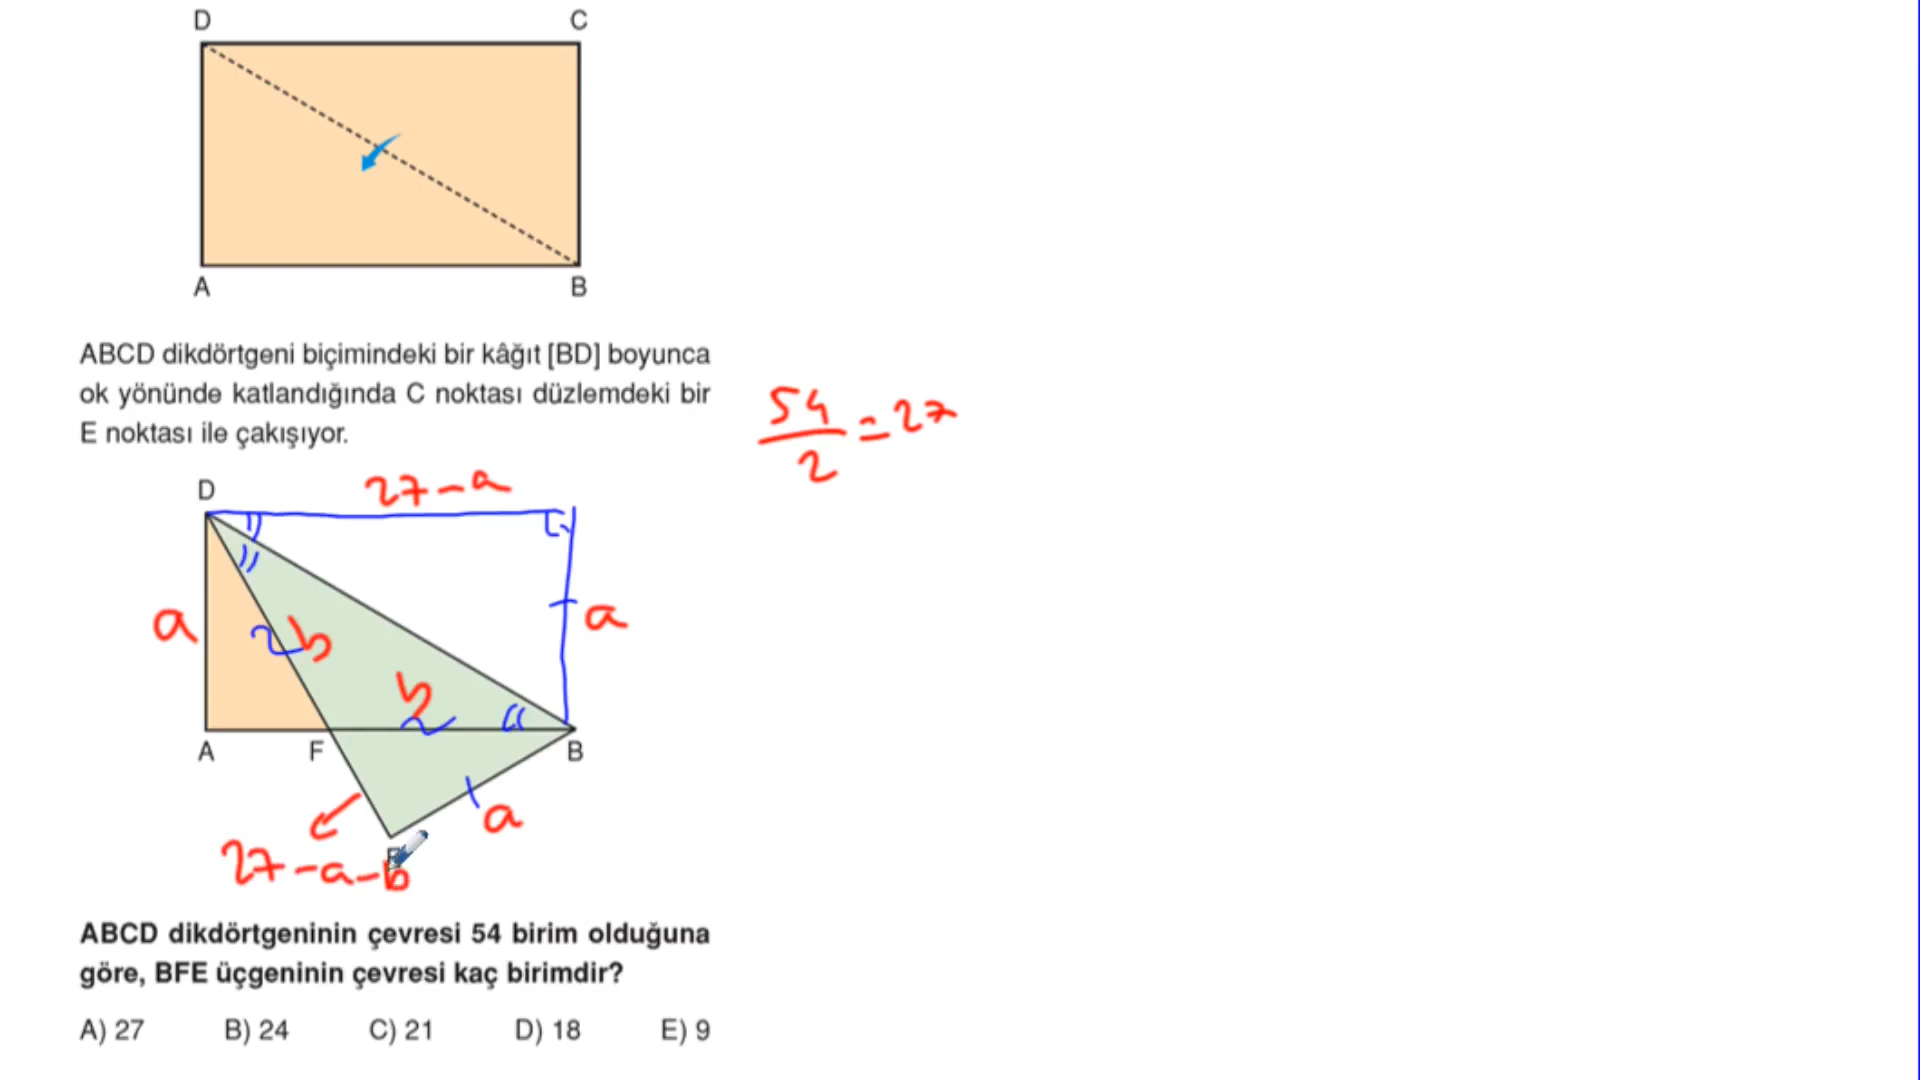 D C
A B
ABCD dikdörtgeni biçimindeki bir kâğıt [BD] boyunca
ok yönünde katlandığında C noktası düzlemdeki bir
E noktası ile çakışıyor.
54/2 = 27
D 27-a
a b a
b
A F B
a
27-a-b
ABCD dikdörtgeninin çevresi 54 birim olduğuna
göre, BFE üçgeninin çevresi kaç birimdir?
A) 27 B) 24 C) 21 D) 18 E) 9